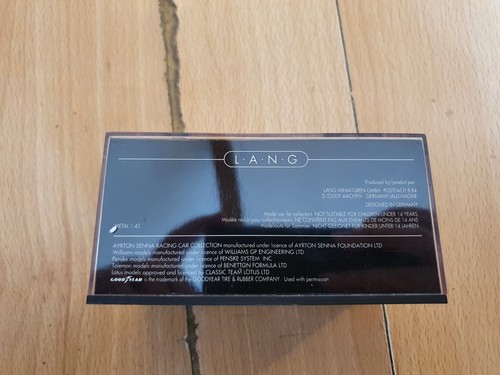 L·A·N·G
Produced by/produit par:
LANG-MINIATUREN GMBH · POSTFACH 6 84
D-52009 AACHEN · GERMANY/ALLEMAGNE
DESIGNED IN GERMANY
Model car for collectors. NOT SUITABLE FOR CHILDREN UNDER 14 YEARS
Modèle réduit pour collectionneurs. NE CONVIENT PAS AUX ENFANTS DE MOINS DE 14 ANS
METAL 1:43
Modellauto für Sammler. NICHT GEEIGNET FÜR KINDER UNTER 14 JAHREN
AYRTON SENNA RACING CAR COLLECTION manufactured under licence of AYRTON SENNA FOUNDATION LTD
Williams models manufactured under licence of WILLIAMS GP ENGINEERING LTD
Penske models manufactured under licence of PENSKE SYSTEM INC
Toleman models manufactured under licence of BENETTON FORMULA LTD
Lotus models approved and licenced by CLASSIC TEAM LOTUS LTD
GOODYEAR is the trademark of the GOODYEAR TIRE & RUBBER COMPANY · Used with permission